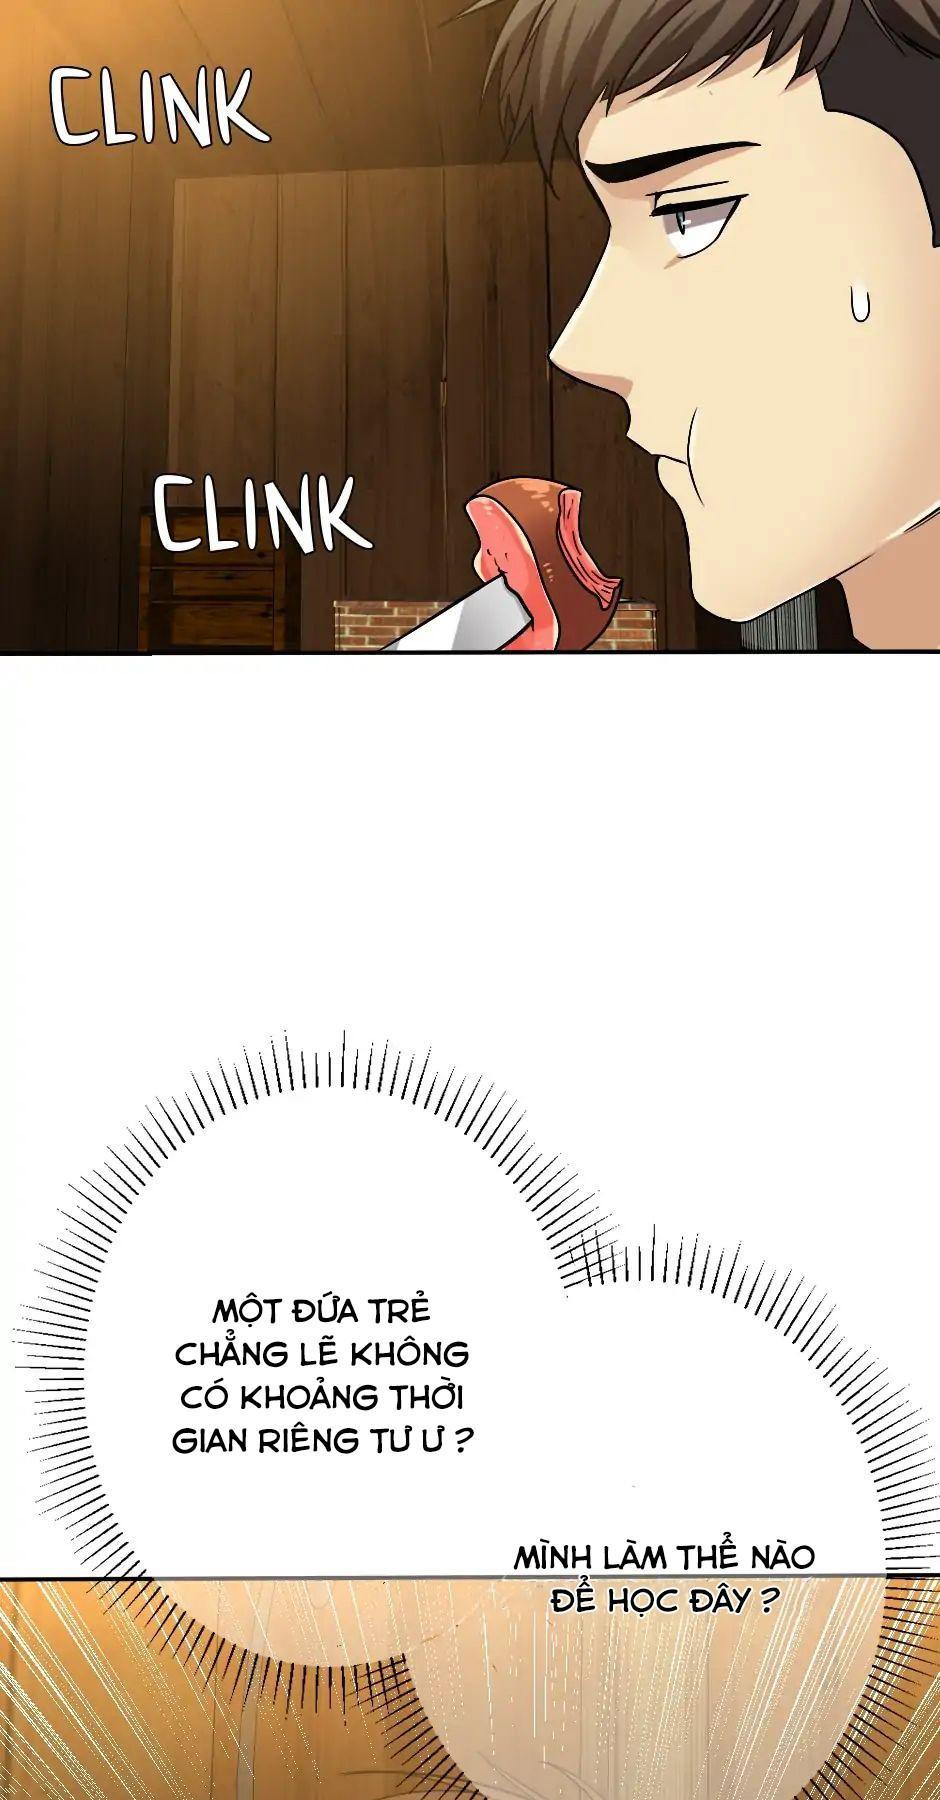 CLINK
CLINK
MỘT ĐỨA TRẺ
CHẲNG LẼ KHÔNG
CÓ KHOẢNG THỜI
GIAN RIÊNG TƯ Ư ?
MÌNH LÀM THỂ NÀO
ĐỂ HỌC ĐÂY ?